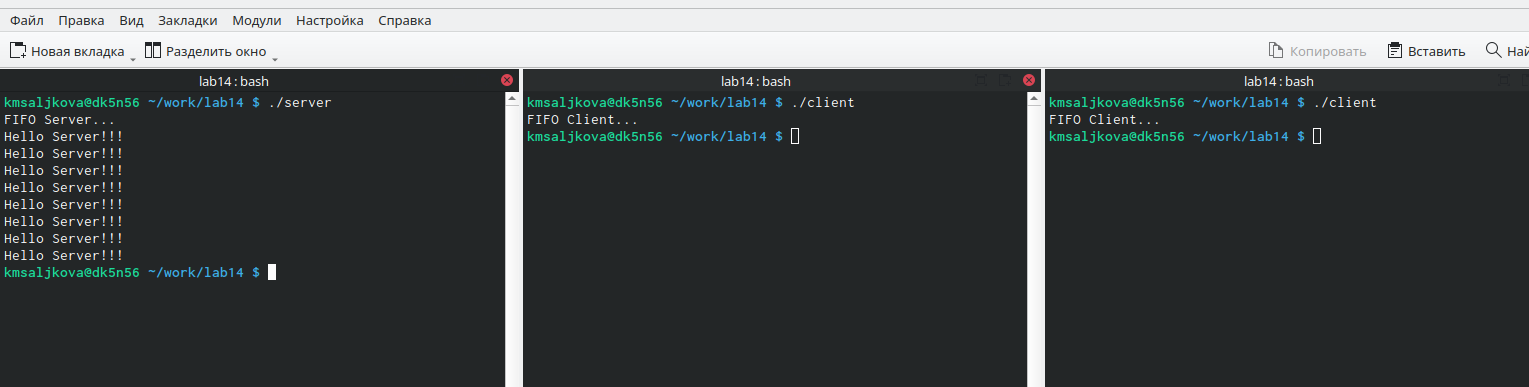 Файл Правка Вид Закладки Модули Настройка Справка
Новая вкладка Разделить окно Копировать Вставить
lab14 : bash
kmsaljkova@dk5n56 ~/work/lab14 $ ./server
FIFO Server...
Hello Server!!!
Hello Server!!!
Hello Server!!!
Hello Server!!!
Hello Server!!!
Hello Server!!!
Hello Server!!!
Hello Server!!!
kmsaljkova@dk5n56 ~/work/lab14 $
lab14 : bash
kmsaljkova@dk5n56 ~/work/lab14 $ ./client
FIFO Client...
kmsaljkova@dk5n56 ~/work/lab14 $
lab14 : bash
kmsaljkova@dk5n56 ~/work/lab14 $ ./client
FIFO Client...
kmsaljkova@dk5n56 ~/work/lab14 $